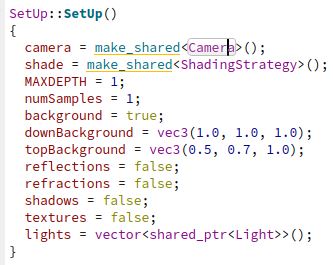 SetUp::SetUp()
{
camera = make_shared<Camera>();
shade = make_shared<ShadingStrategy>();
MAXDEPTH = 1;
numSamples = 1;
background = true;
downBackground = vec3(1.0, 1.0, 1.0);
topBackground = vec3(0.5, 0.7, 1.0);
reflections = false;
refractions = false;
shadows = false;
textures = false;
lights = vector<shared_ptr<Light>>();
}